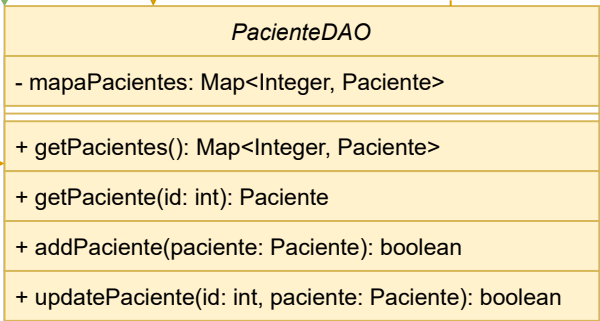 PacienteDAO
- mapaPacientes: Map<Integer, Paciente>
+ getPacientes(): Map<Integer, Paciente>
+ getPaciente(id: int): Paciente
+ addPaciente(paciente: Paciente): boolean
+ updatePaciente(id: int, paciente: Paciente): boolean